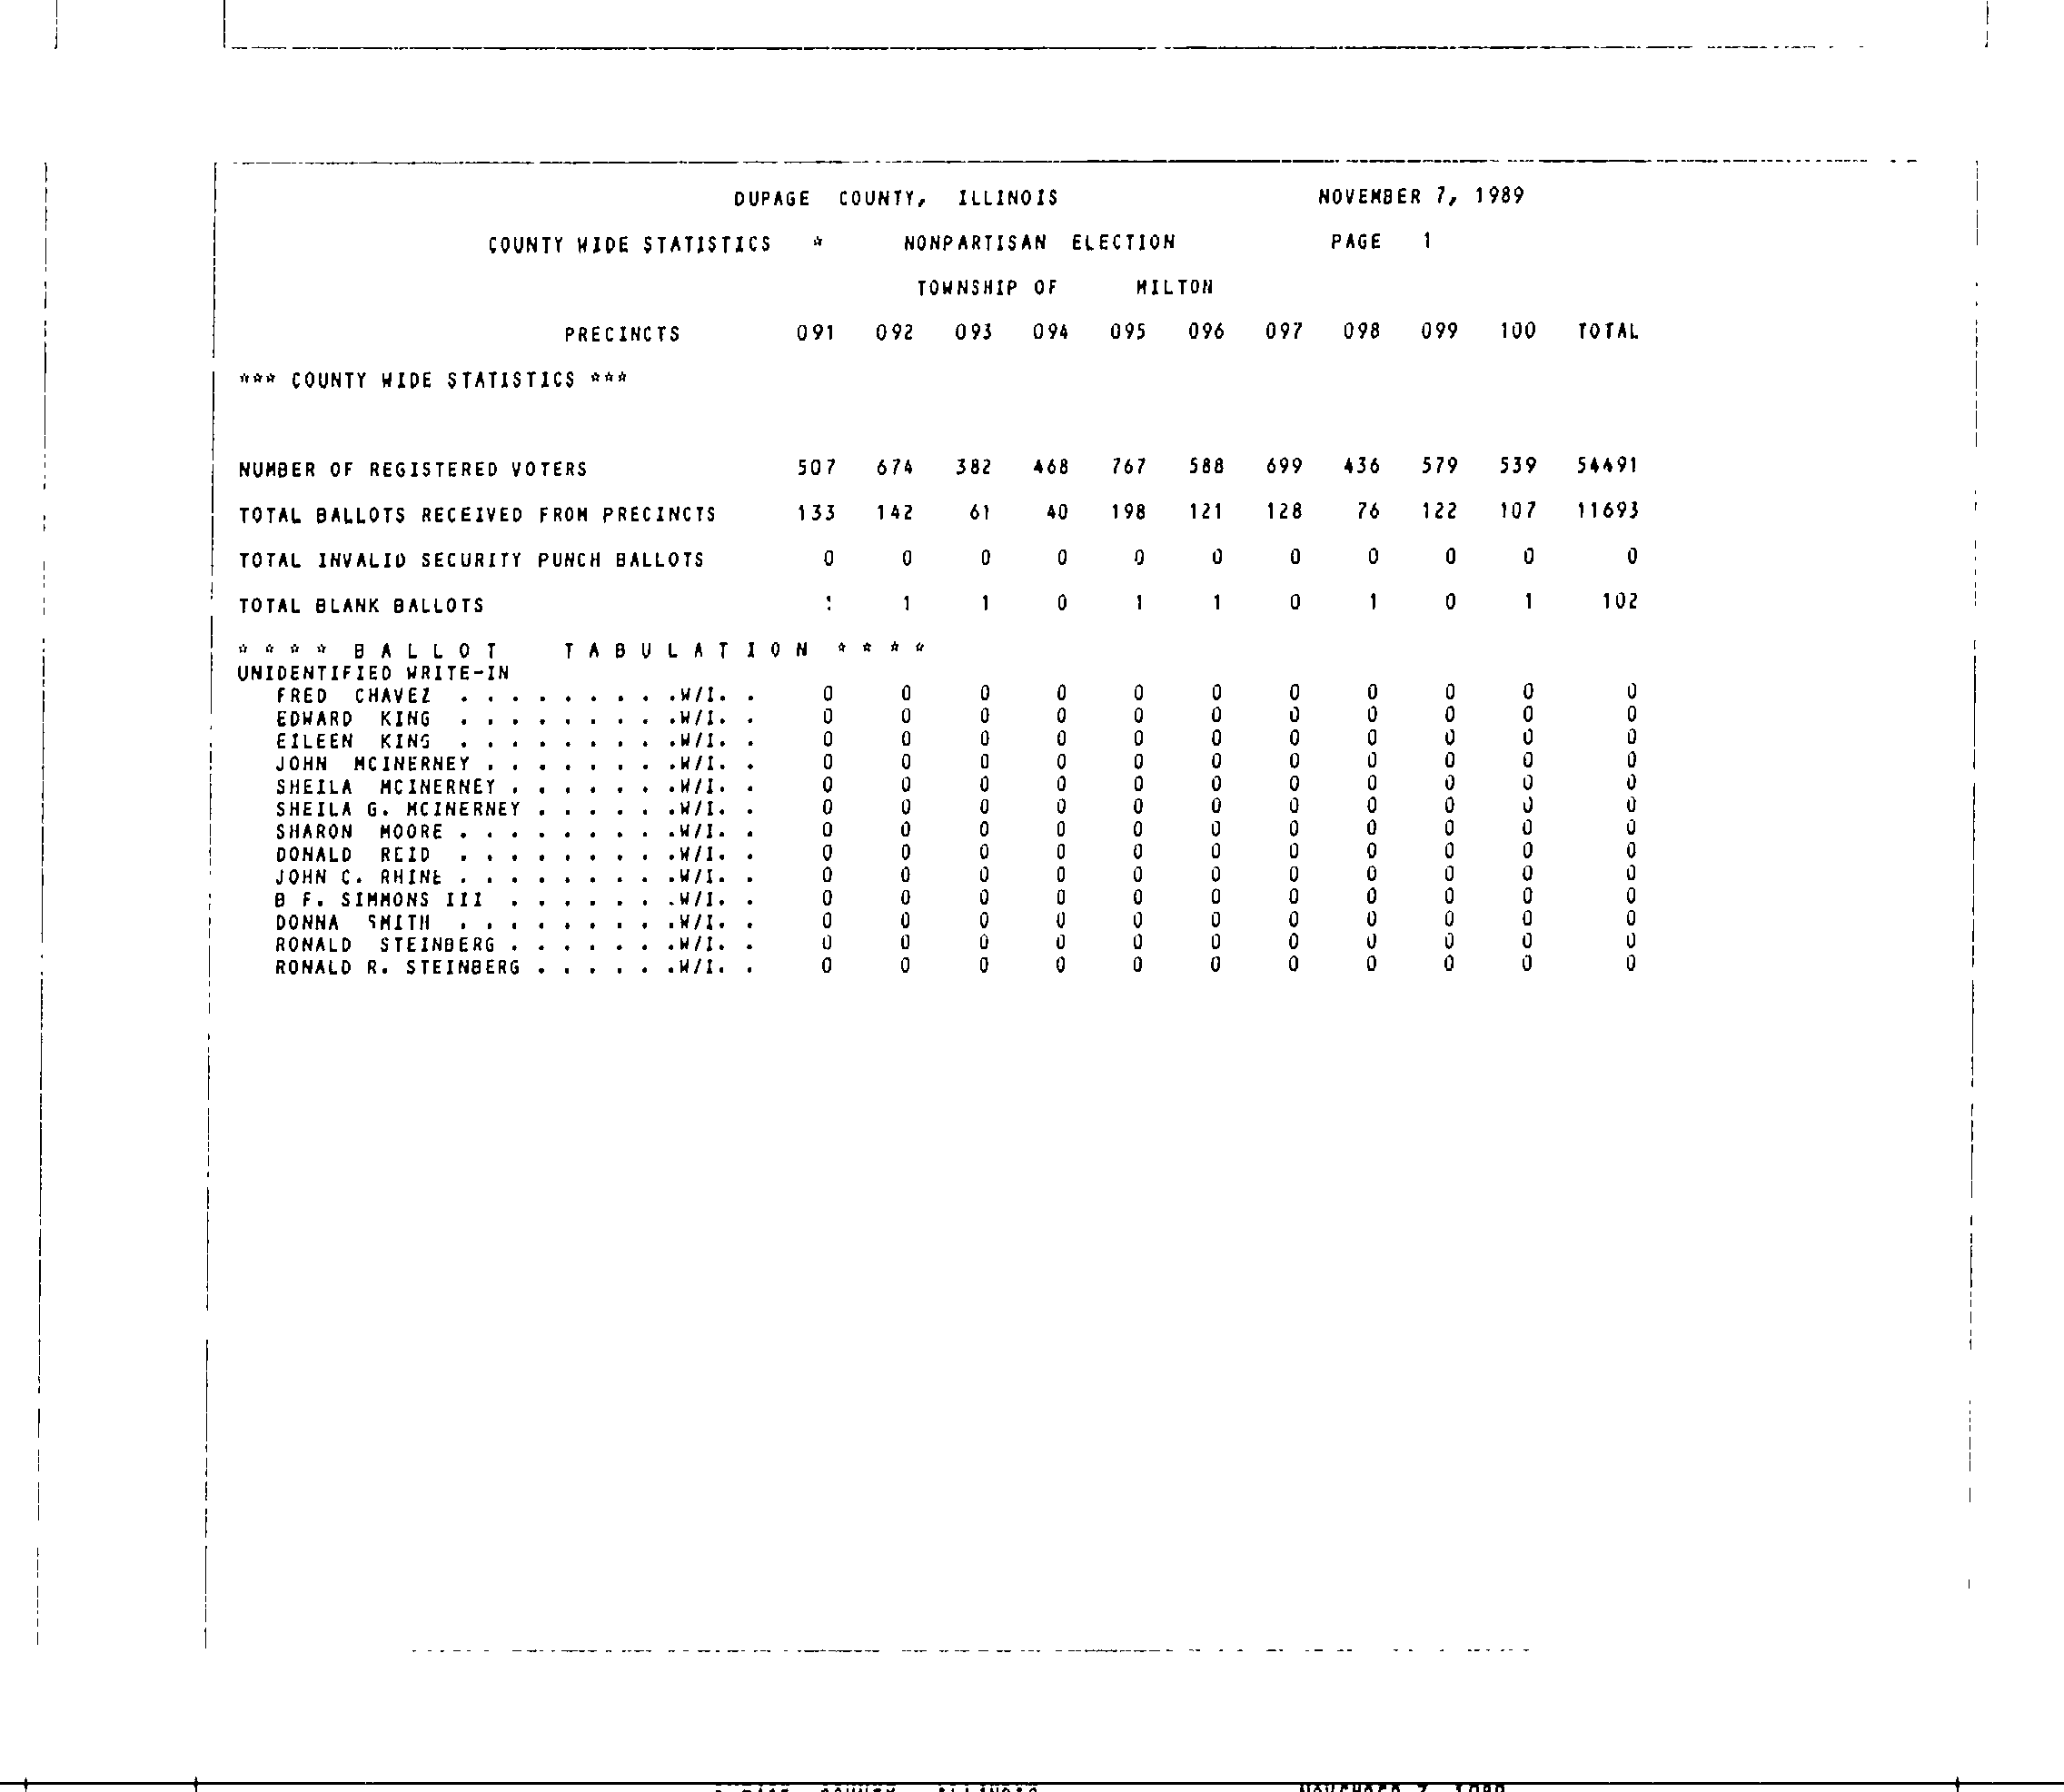 DUPAGE COUNTY, ILLINOIS NOVEMBER 7, 1989
COUNTY WIDE STATISTICS * NONPARTISAN ELECTION PAGE 1
TOWNSHIP OF MILTON
PRECINCTS 091 092 093 094 095 096 097 098 099 100 TOTAL
*** COUNTY WIDE STATISTICS ***
NUMBER OF REGISTERED VOTERS 507 674 382 468 767 588 699 436 579 539 54491
TOTAL BALLOTS RECEIVED FROM PRECINCTS 133 142 61 40 198 121 128 76 122 107 11693
TOTAL INVALID SECURITY PUNCH BALLOTS 0 0 0 0 0 0 0 0 0 0 0
TOTAL BLANK BALLOTS 1 1 1 0 1 1 0 1 0 1 102
* * * * B A L L O T T A B U L A T I O N * * * *
UNIDENTIFIED WRITE-IN
FRED CHAVEZ . . . . . . . . .W/I. . 0 0 0 0 0 0 0 0 0 0 0
EDWARD KING . . . . . . . . .W/I. . 0 0 0 0 0 0 0 0 0 0 0
EILEEN KING . . . . . . . . .W/I. . 0 0 0 0 0 0 0 0 0 0 0
JOHN MCINERNEY . . . . . . . .W/I. . 0 0 0 0 0 0 0 0 0 0 0
SHEILA MCINERNEY . . . . . . .W/I. . 0 0 0 0 0 0 0 0 0 0 0
SHEILA G. MCINERNEY . . . . . .W/I. . 0 0 0 0 0 0 0 0 0 0 0
SHARON MOORE . . . . . . . . .W/I. . 0 0 0 0 0 0 0 0 0 0 0
DONALD REID . . . . . . . . .W/I. . 0 0 0 0 0 0 0 0 0 0 0
JOHN C. RHINE . . . . . . . . .W/I. . 0 0 0 0 0 0 0 0 0 0 0
B F. SIMMONS III . . . . . . .W/I. . 0 0 0 0 0 0 0 0 0 0 0
DONNA SMITH . . . . . . . . .W/I. . 0 0 0 0 0 0 0 0 0 0 0
RONALD STEINBERG . . . . . . .W/I. . 0 0 0 0 0 0 0 0 0 0 0
RONALD R. STEINBERG . . . . . .W/I. . 0 0 0 0 0 0 0 0 0 0 0